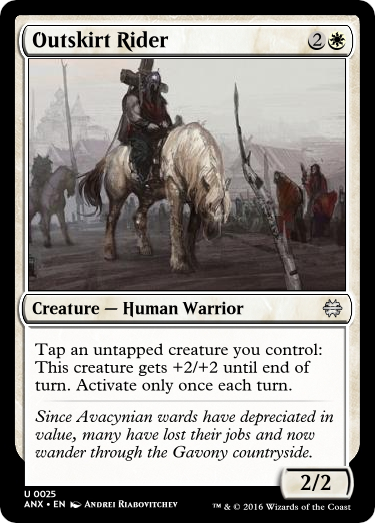 Outskirt Rider 2
Creature — Human Warrior
Tap an untapped creature you control:
This creature gets +2/+2 until end of
turn. Activate only once each turn.
Since Avacynian wards have depreciated in
value, many have lost their jobs and now
wander through the Gavony countryside.
2/2
U 0025
ANX • EN Andrei Riabovitchev
™ & © 2016 Wizards of the Coast